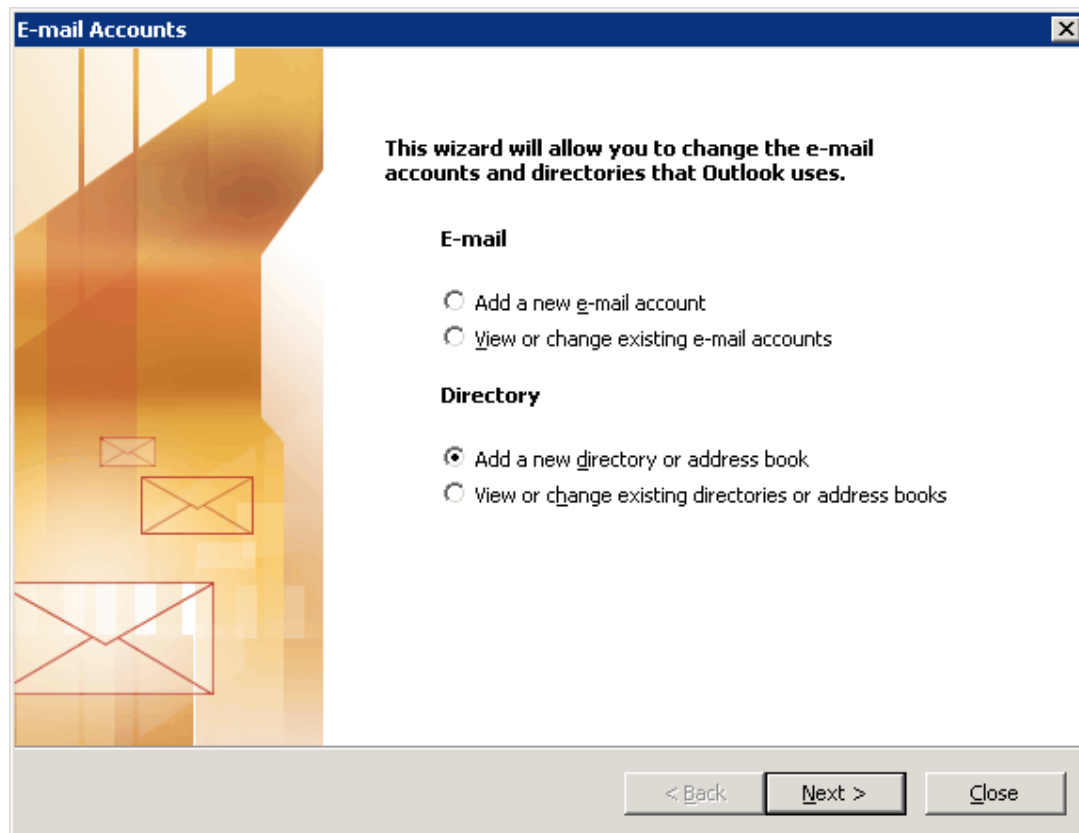 E-mail Accounts
This wizard will allow you to change the e-mail
accounts and directories that Outlook uses.
E-mail
Add a new e-mail account
View or change existing e-mail accounts
Directory
Add a new directory or address book
View or change existing directories or address books
< Back
Next >
Close